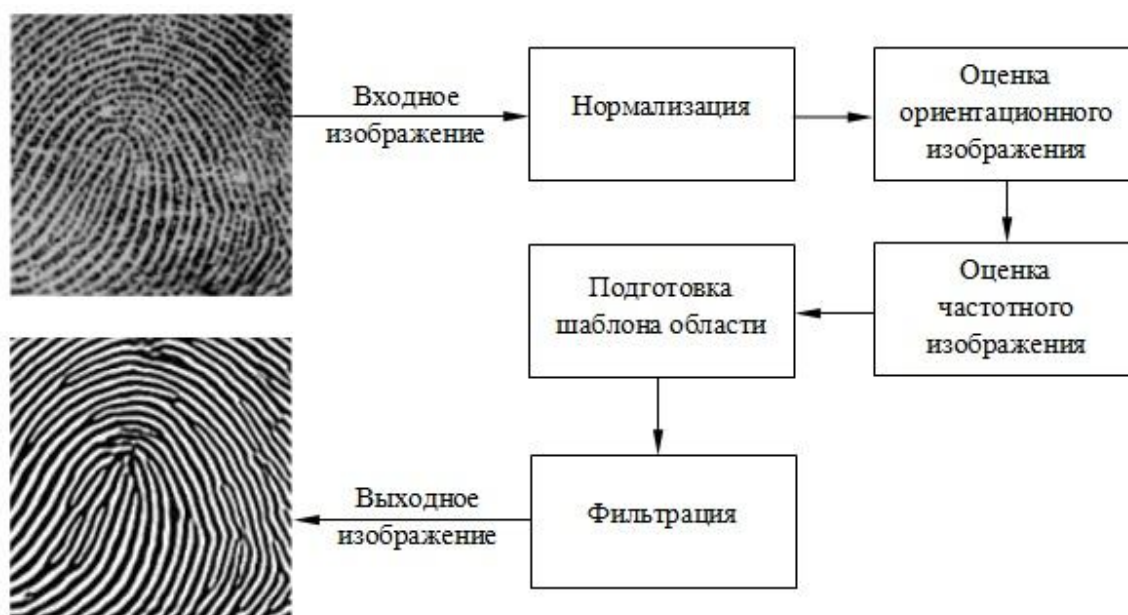 Входное
изображение
Нормализация
Оценка
ориентационного
изображения
Оценка
частотного
изображения
Подготовка
шаблона области
Фильтрация
Выходное
изображение